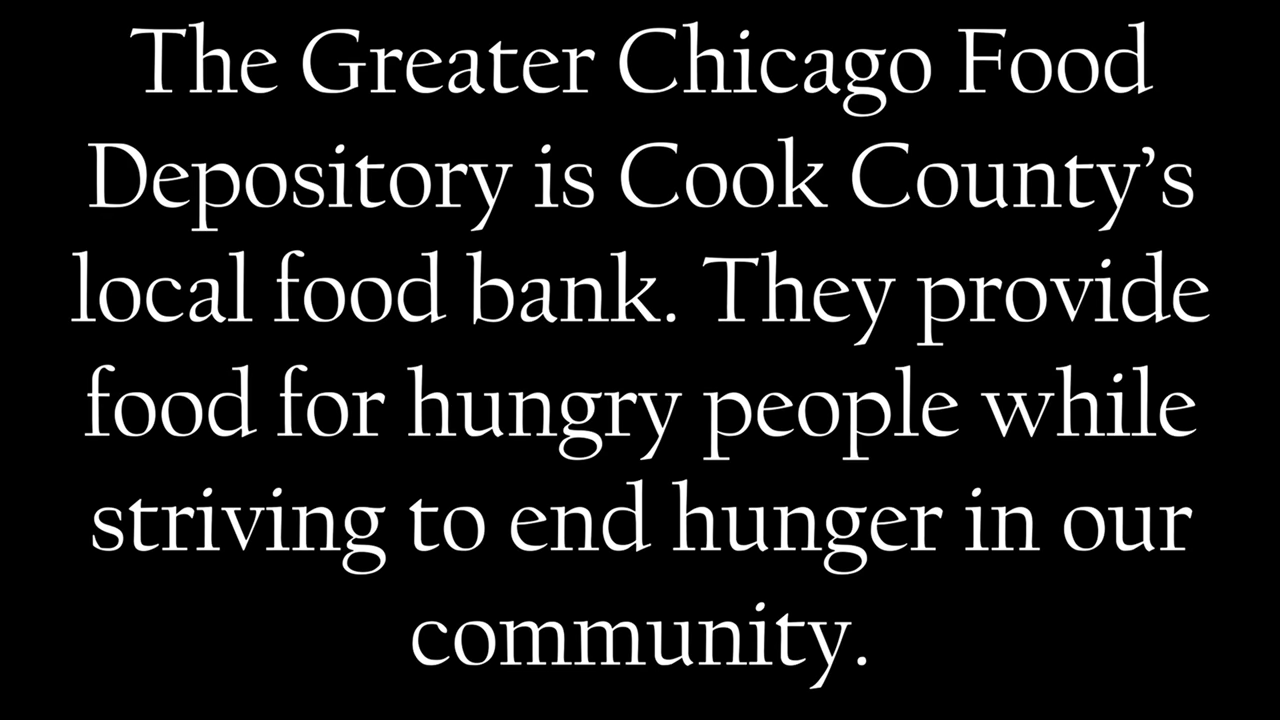 The Greater Chicago Food
Depository is Cook County’s
local food bank. They provide
food for hungry people while
striving to end hunger in our
community.